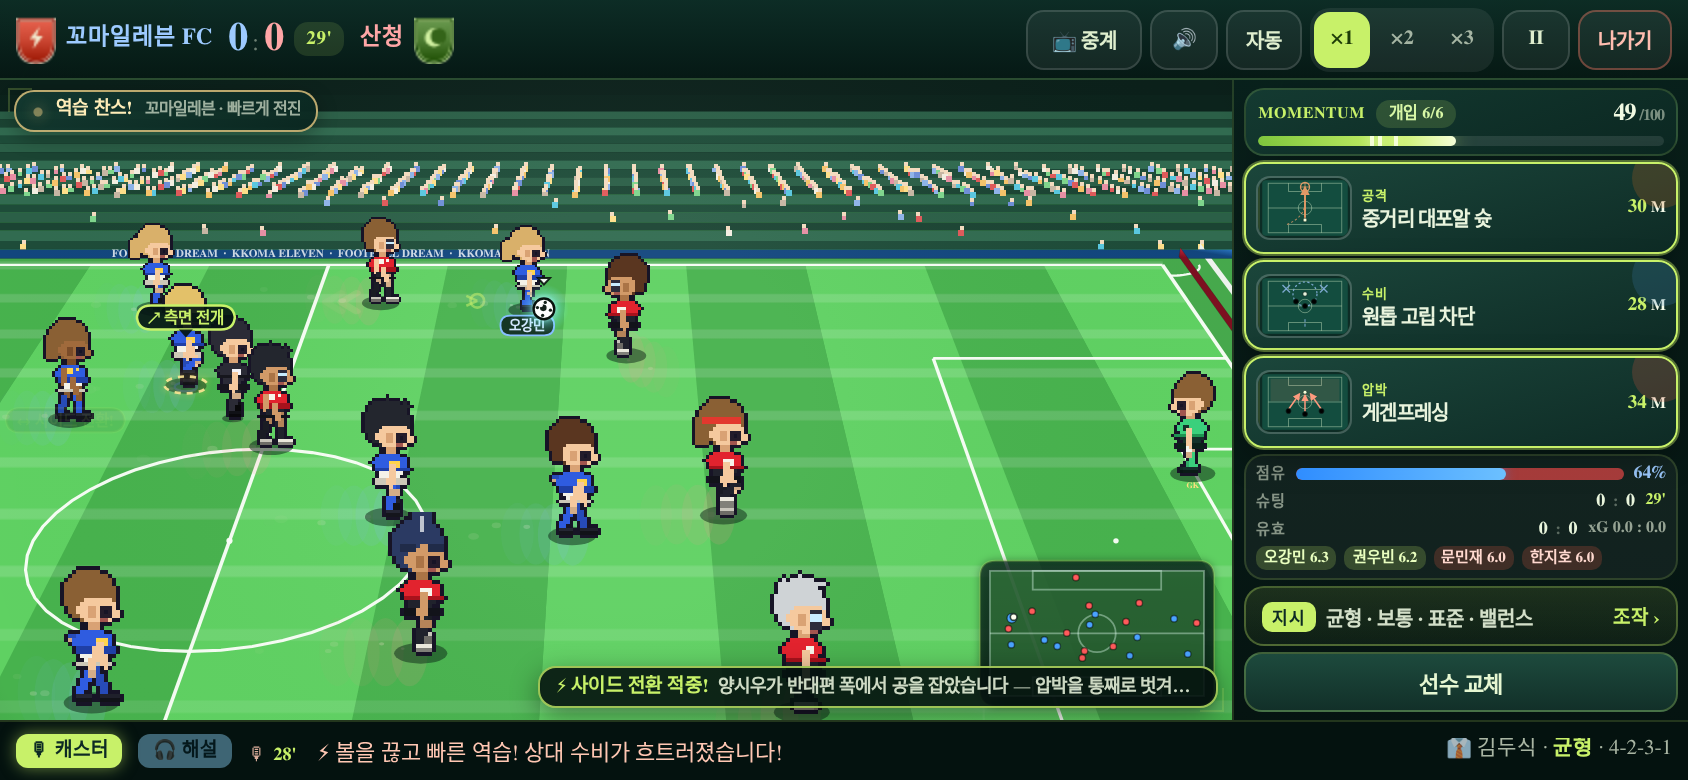 꼬마일레븐 FC 0 : 0 29' 산청
📺 중계 🔊 자동 ×1 ×2 ×3 II 나가기
역습 찬스! 꼬마일레븐 · 빠르게 전진
DREAM · KKOMA ELEVEN · DREAM · KKOMA
↗ 측면 전개
오강민
GK
⚡ 사이드 전환 적중! 양시우가 반대편 폭에서 공을 잡았습니다 — 압박을 통째로 벗겨…
MOMENTUM 개입 6/6 49 /100
공격
중거리 대포알 슛 30 M
수비
원톱 고립 차단 28 M
압박
게겐프레싱 34 M
점유 64%
슈팅 0 : 0 29'
유효 0 : 0 xG 0.0 : 0.0
오강민 6.3 권우빈 6.2 문민재 6.0 한지호 6.0
지시 균형 · 보통 · 표준 · 밸런스 조작 ›
선수 교체
🎙 캐스터 🎧 해설 🎙 28' ⚡ 볼을 끊고 빠른 역습! 상대 수비가 흐트러졌습니다!
👔 김두식 · 균형 · 4-2-3-1